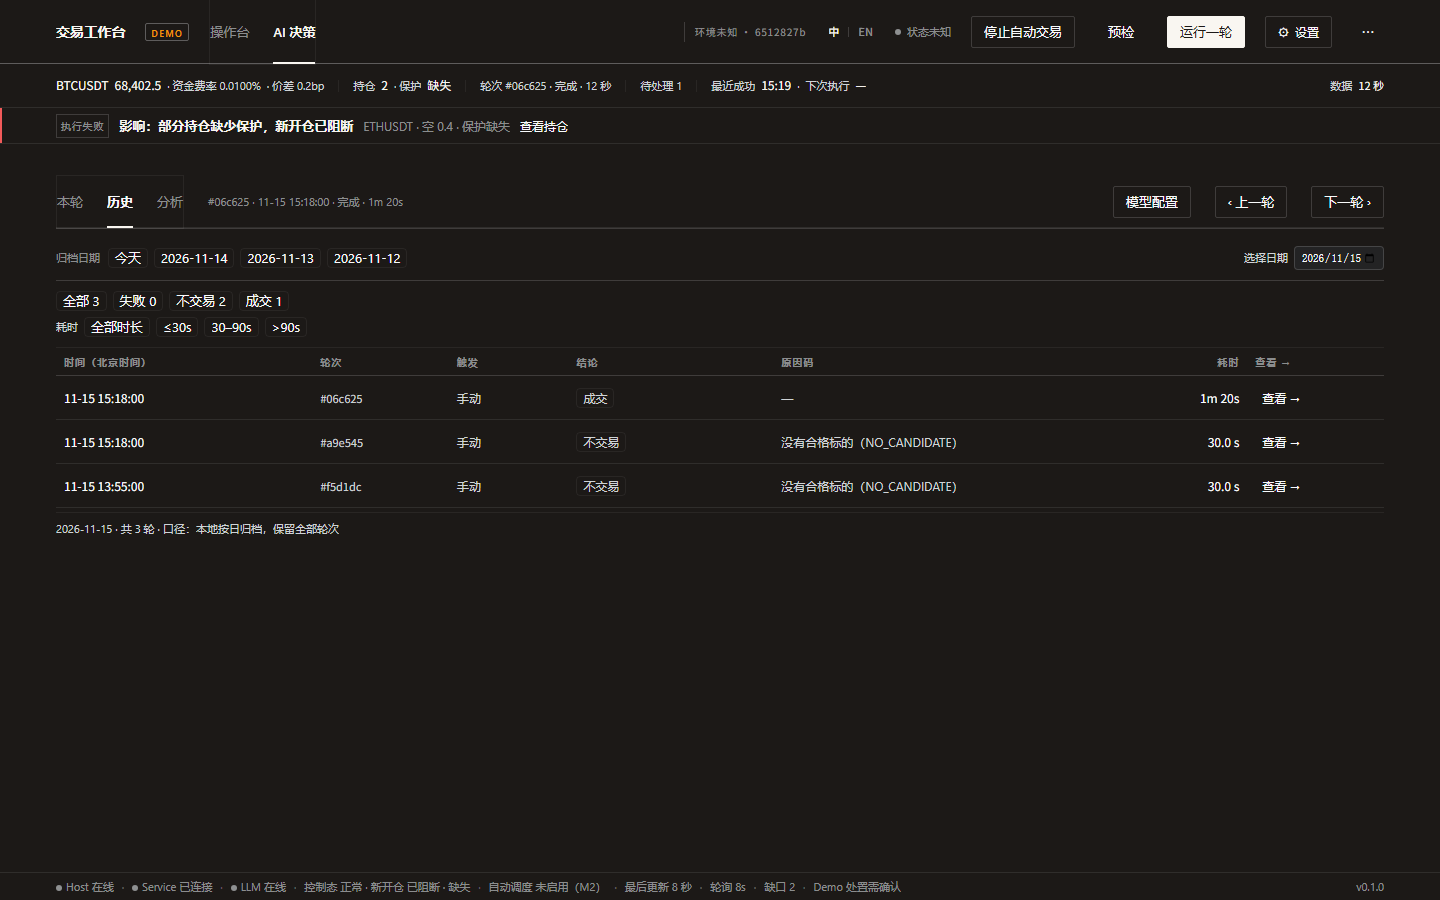 交易工作台 DEMO 操作台 AI 决策 环境未知 · 6512827b 中 | EN 状态未知 停止自动交易 预检 运行一轮 ⚙ 设置 ···
BTCUSDT 68,402.5 · 资金费率 0.0100% · 价差 0.2bp 持仓 2 · 保护 缺失 轮次 #06c625 · 完成 · 12 秒 待处理 1 最近成功 15:19 · 下次执行 — 数据 12 秒
执行失败 影响：部分持仓缺少保护，新开仓已阻断 ETHUSDT · 空 0.4 · 保护缺失 查看持仓
本轮 历史 分析 #06c625 · 11-15 15:18:00 · 完成 · 1m 20s 模型配置 ‹ 上一轮 下一轮 ›
归档日期 今天 2026-11-14 2026-11-13 2026-11-12 选择日期 2026/11/15
全部 3 失败 0 不交易 2 成交 1
耗时 全部时长 ≤30s 30–90s >90s
时间（北京时间） 轮次 触发 结论 原因码 耗时 查看 →
11-15 15:18:00 #06c625 手动 成交 — 1m 20s 查看 →
11-15 15:18:00 #a9e545 手动 不交易 没有合格标的（NO_CANDIDATE） 30.0 s 查看 →
11-15 13:55:00 #f5d1dc 手动 不交易 没有合格标的（NO_CANDIDATE） 30.0 s 查看 →
2026-11-15 · 共 3 轮 · 口径：本地按日归档，保留全部轮次
Host 在线 · Service 已连接 · LLM 在线 · 控制态 正常 · 新开仓 已阻断 · 缺失 · 自动调度 未启用（M2） · 最后更新 8 秒 · 轮询 8s · 缺口 2 · Demo 处置需确认 v0.1.0